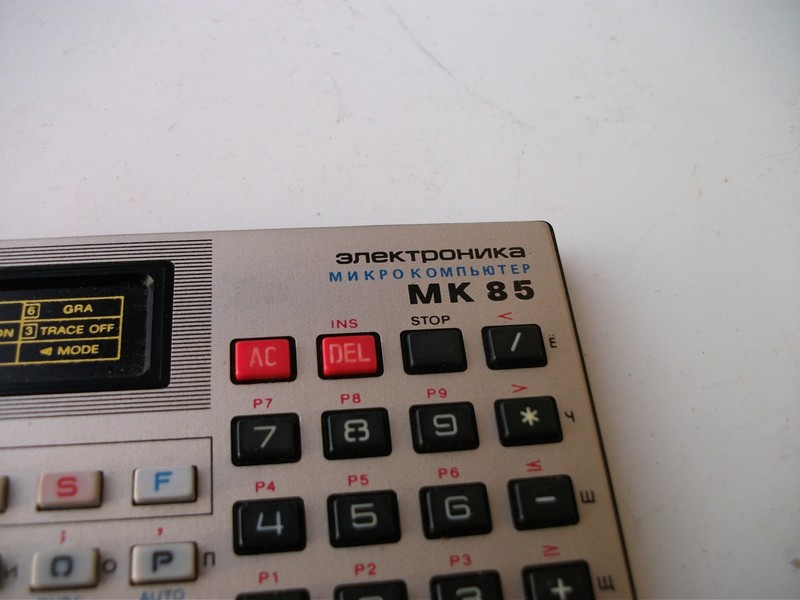 электроника
МИКРОКОМПЬЮТЕР
МК 85
6 GRA
ON 3 TRACE OFF
◄ MODE
INS STOP <
AC DEL / Ё
P7 P8 P9 >
7 8 9 * Ч
S F
P4 P5 P6 ≤
4 5 6 − Ш
; ,
И O О P П
P1 P2 P3 ≥
+ Щ
AUTO